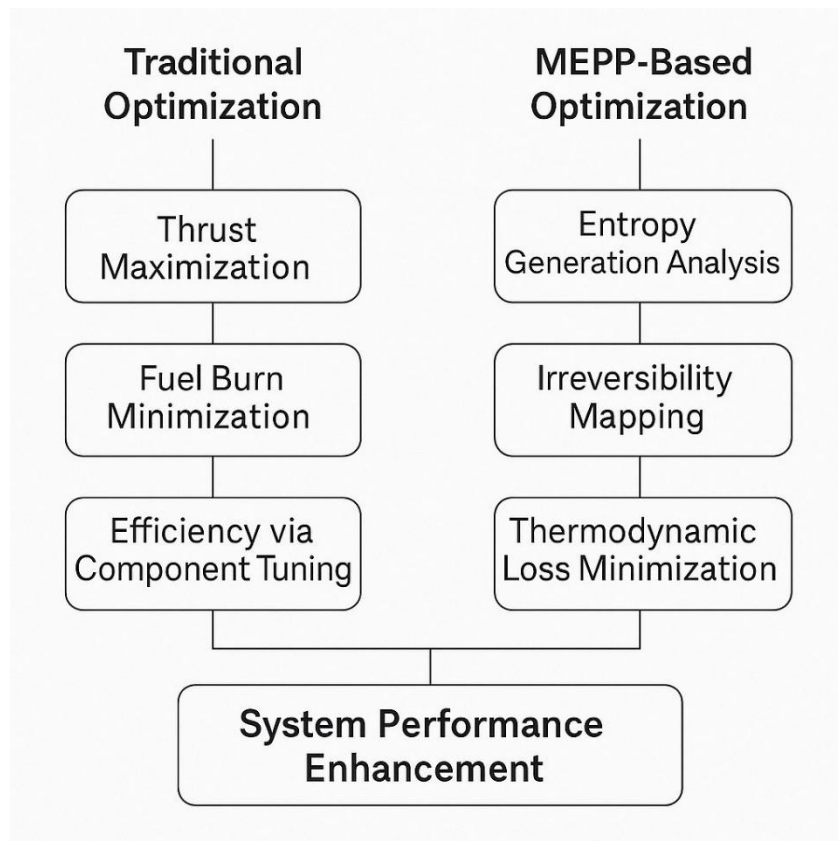 Traditional
Optimization
Thrust
Maximization
Fuel Burn
Minimization
Efficiency via
Component Tuning
MEPP-Based
Optimization
Entropy
Generation Analysis
Irreversibility
Mapping
Thermodynamic
Loss Minimization
System Performance
Enhancement